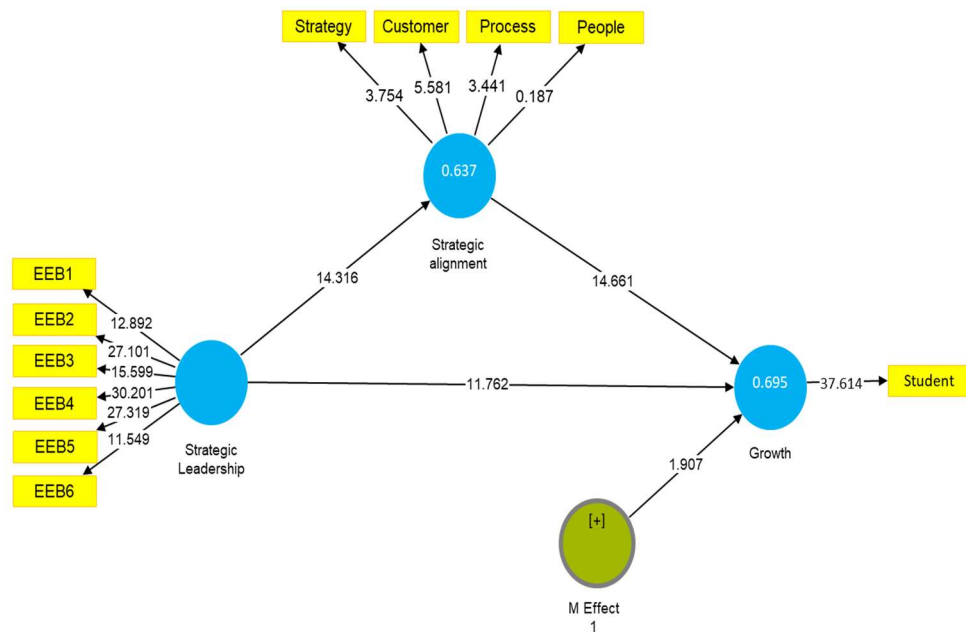 Strategy
Customer
Process
People
3.754
5.581
3.441
0.187
0.637
Strategic
alignment
14.316
14.661
EEB1
EEB2
EEB3
EEB4
EEB5
EEB6
12.892
27.101
15.599
30.201
27.319
11.549
Strategic
Leadership
11.762
0.695
37.614
Student
Growth
1.907
[+]
M Effect
1